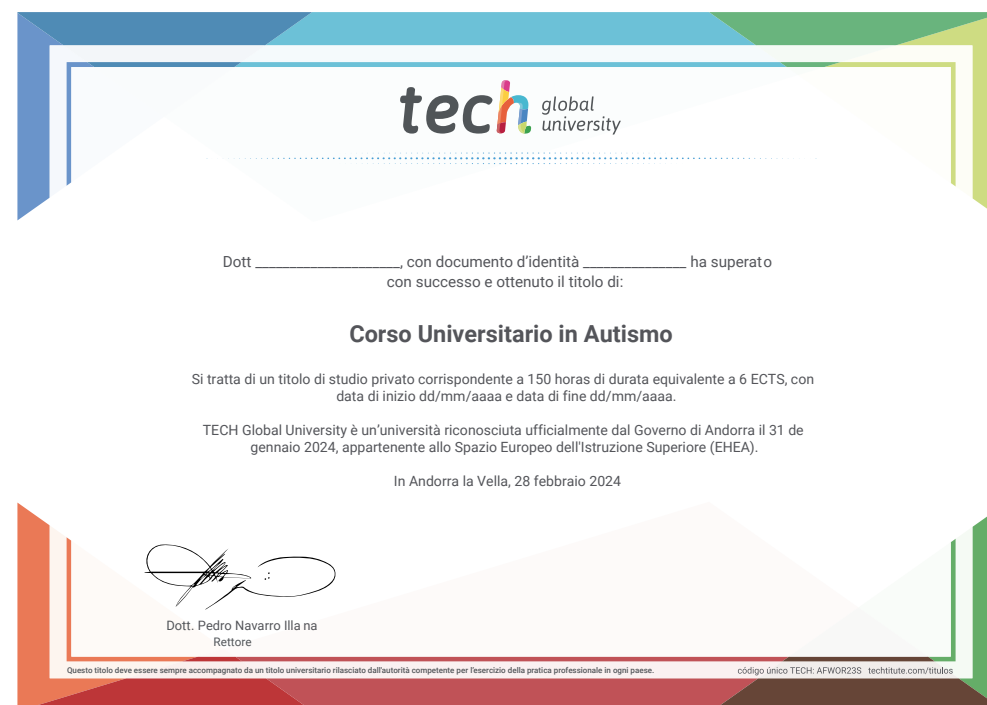 tech global university
Dott ____________________, con documento d'identità ______________ ha superato
con successo e ottenuto il titolo di:
Corso Universitario in Autismo
Si tratta di un titolo di studio privato corrispondente a 150 horas di durata equivalente a 6 ECTS, con
data di inizio dd/mm/aaaa e data di fine dd/mm/aaaa.
TECH Global University è un'università riconosciuta ufficialmente dal Governo di Andorra il 31 de
gennaio 2024, appartenente allo Spazio Europeo dell'Istruzione Superiore (EHEA).
In Andorra la Vella, 28 febbraio 2024
Dott. Pedro Navarro Illa na
Rettore
Questo titolo deve essere sempre accompagnato da un titolo universitario rilasciato dall'autorità competente per l'esercizio della pratica professionale in ogni paese.
código único TECH: AFWOR23S techtitute.com/titulos